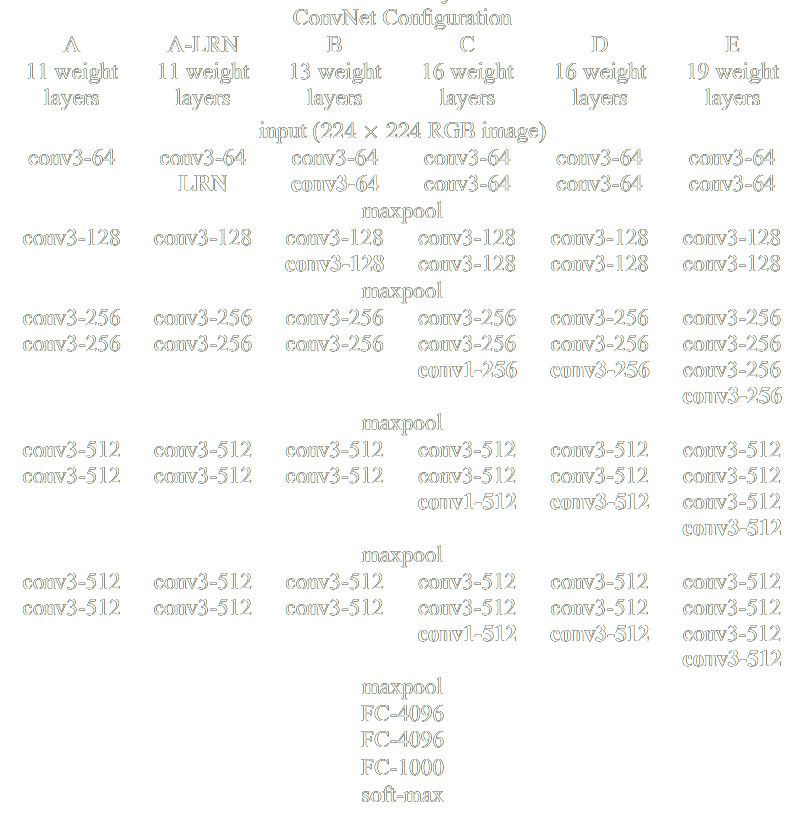 ConvNet Configuration
A A-LRN B C D E
11 weight 11 weight 13 weight 16 weight 16 weight 19 weight
layers layers layers layers layers layers
input (224 × 224 RGB image)
conv3-64 conv3-64 conv3-64 conv3-64 conv3-64 conv3-64
LRN conv3-64 conv3-64 conv3-64 conv3-64
maxpool
conv3-128 conv3-128 conv3-128 conv3-128 conv3-128 conv3-128
conv3-128 conv3-128 conv3-128 conv3-128
maxpool
conv3-256 conv3-256 conv3-256 conv3-256 conv3-256 conv3-256
conv3-256 conv3-256 conv3-256 conv3-256 conv3-256 conv3-256
conv1-256 conv3-256 conv3-256
conv3-256
maxpool
conv3-512 conv3-512 conv3-512 conv3-512 conv3-512 conv3-512
conv3-512 conv3-512 conv3-512 conv3-512 conv3-512 conv3-512
conv1-512 conv3-512 conv3-512
conv3-512
maxpool
conv3-512 conv3-512 conv3-512 conv3-512 conv3-512 conv3-512
conv3-512 conv3-512 conv3-512 conv3-512 conv3-512 conv3-512
conv1-512 conv3-512 conv3-512
conv3-512
maxpool
FC-4096
FC-4096
FC-1000
soft-max